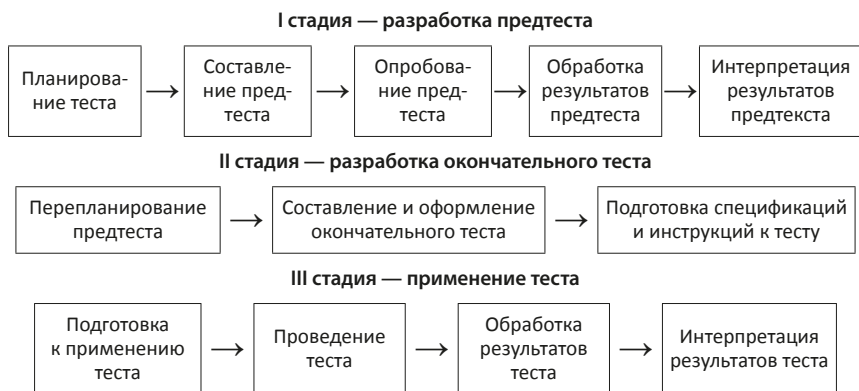 I стадия — разработка предтеста
Планирова-
ние теста
Составле-
ние пред-
теста
Опробова-
ние пред-
теста
Обработка
результатов
предтеста
Интерпретация
результатов
предтекста
II стадия — разработка окончательного теста
Перепланирование
предтеста
Составление и оформление
окончательного теста
Подготовка спецификаций
и инструкций к тесту
III стадия — применение теста
Подготовка
к применению
теста
Проведение
теста
Обработка
результатов
теста
Интерпретация
результатов теста